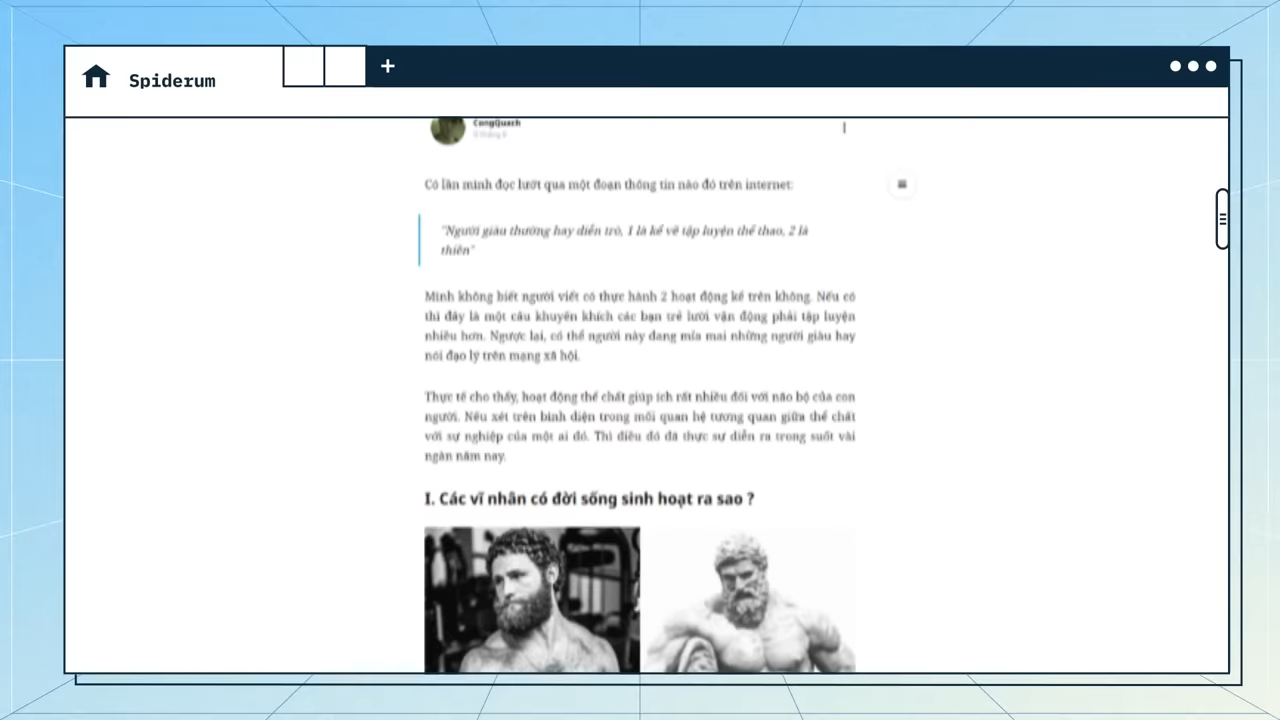 Spiderum
CongQuach
Có lần mình đọc lướt qua một đoạn thông tin nào đó trên internet:
"Người giàu thường hay diễn trò, 1 là kể về tập luyện thể thao, 2 là
thiền"
Mình không biết người viết có thực hành 2 hoạt động kể trên không. Nếu có
thì đây là một câu khuyến khích các bạn trẻ lười vận động phải tập luyện
nhiều hơn. Ngược lại, có thể người này đang mỉa mai những người giàu hay
nói đạo lý trên mạng xã hội.
Thực tế cho thấy, hoạt động thể chất giúp ích rất nhiều đối với não bộ của con
người. Nếu xét trên bình diện trong mối quan hệ tương quan giữa thể chất
với sự nghiệp của một ai đó. Thì điều đó đã thực sự diễn ra trong suốt vài
ngàn năm nay.
I. Các vĩ nhân có đời sống sinh hoạt ra sao ?